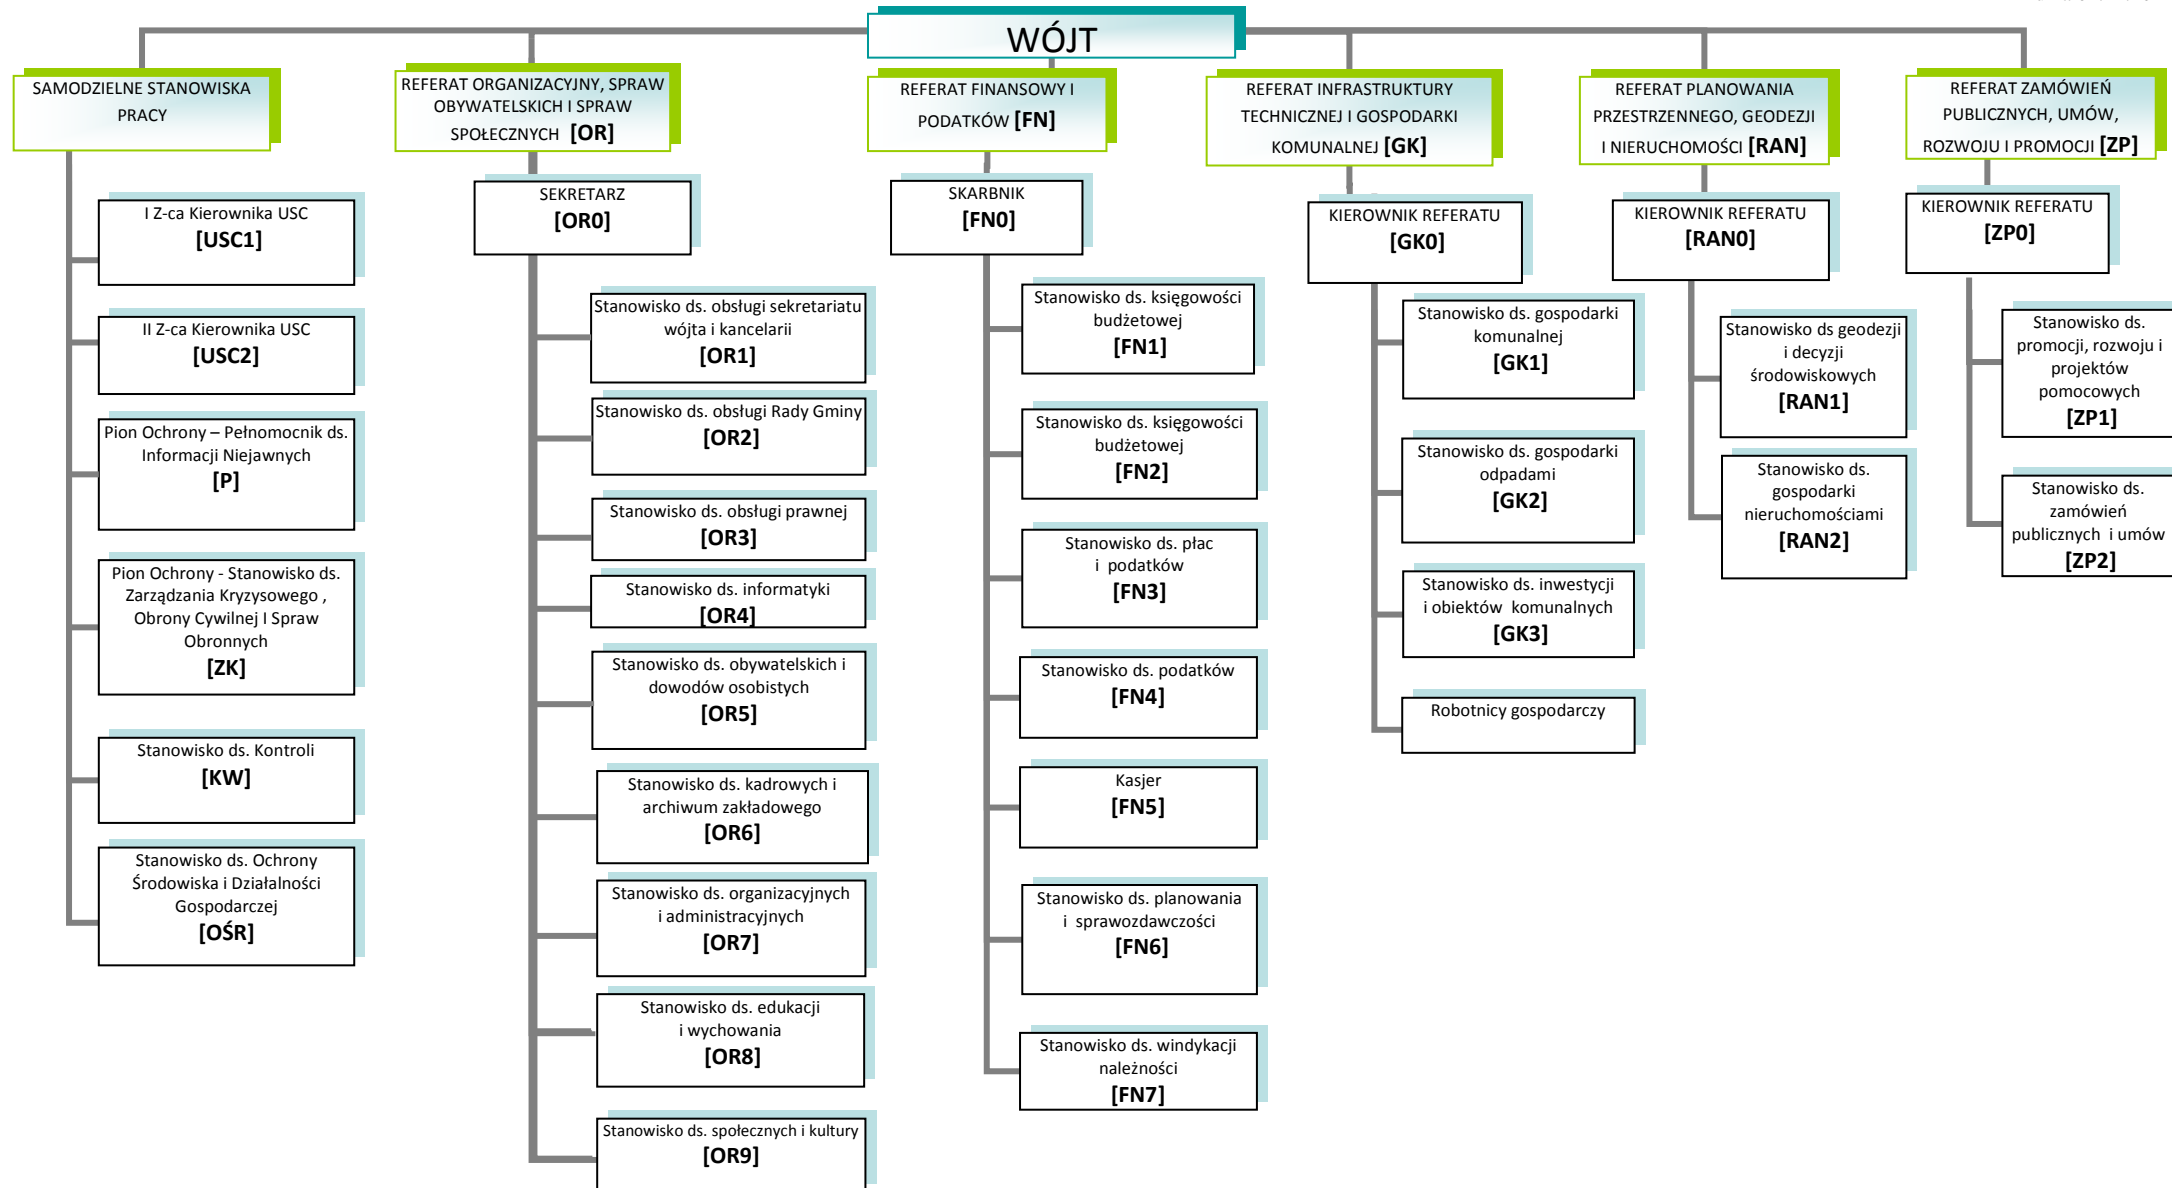 WÓJT
SAMODZIELNE STANOWISKA
PRACY
I Z-ca Kierownika USC
[USC1]
II Z-ca Kierownika USC
[USC2]
Pion Ochrony – Pełnomocnik ds.
Informacji Niejawnych
[P]
Pion Ochrony - Stanowisko ds.
Zarządzania Kryzysowego ,
Obrony Cywilnej I Spraw
Obronnych
[ZK]
Stanowisko ds. Kontroli
[KW]
Stanowisko ds. Ochrony
Środowiska i Działalności
Gospodarczej
[OŚR]
REFERAT ORGANIZACYJNY, SPRAW
OBYWATELSKICH I SPRAW
SPOŁECZNYCH [OR]
SEKRETARZ
[OR0]
Stanowisko ds. obsługi sekretariatu
wójta i kancelarii
[OR1]
Stanowisko ds. obsługi Rady Gminy
[OR2]
Stanowisko ds. obsługi prawnej
[OR3]
Stanowisko ds. informatyki
[OR4]
Stanowisko ds. obywatelskich i
dowodów osobistych
[OR5]
Stanowisko ds. kadrowych i
archiwum zakładowego
[OR6]
Stanowisko ds. organizacyjnych
i administracyjnych
[OR7]
Stanowisko ds. edukacji
i wychowania
[OR8]
Stanowisko ds. społecznych i kultury
[OR9]
REFERAT FINANSOWY I
PODATKÓW [FN]
SKARBNIK
[FN0]
Stanowisko ds. księgowości
budżetowej
[FN1]
Stanowisko ds. księgowości
budżetowej
[FN2]
Stanowisko ds. płac
i podatków
[FN3]
Stanowisko ds. podatków
[FN4]
Kasjer
[FN5]
Stanowisko ds. planowania
i sprawozdawczości
[FN6]
Stanowisko ds. windykacji
należności
[FN7]
REFERAT INFRASTRUKTURY
TECHNICZNEJ I GOSPODARKI
KOMUNALNEJ [GK]
KIEROWNIK REFERATU
[GK0]
Stanowisko ds. gospodarki
komunalnej
[GK1]
Stanowisko ds. gospodarki
odpadami
[GK2]
Stanowisko ds. inwestycji
i obiektów komunalnych
[GK3]
Robotnicy gospodarczy
REFERAT PLANOWANIA
PRZESTRZENNEGO, GEODEZJI
I NIERUCHOMOŚCI [RAN]
KIEROWNIK REFERATU
[RAN0]
Stanowisko ds geodezji
i decyzji
środowiskowych
[RAN1]
Stanowisko ds.
gospodarki
nieruchomościami
[RAN2]
REFERAT ZAMÓWIEŃ
PUBLICZNYCH, UMÓW,
ROZWOJU I PROMOCJI [ZP]
KIEROWNIK REFERATU
[ZP0]
Stanowisko ds.
promocji, rozwoju i
projektów
pomocowych
[ZP1]
Stanowisko ds.
zamówień
publicznych i umów
[ZP2]